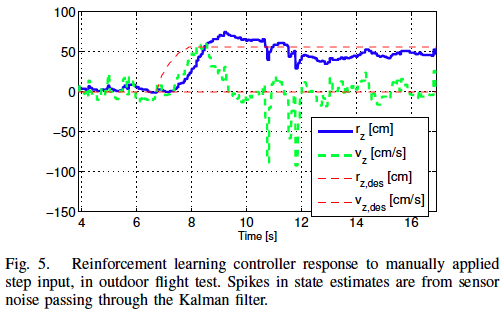 100
50
0
−50
−100
−150
4 6 8 10 12 14 16
Time [s]
r_z [cm]
v_z [cm/s]
r_z,des [cm]
v_z,des [cm/s]
Fig. 5. Reinforcement learning controller response to manually applied
step input, in outdoor flight test. Spikes in state estimates are from sensor
noise passing through the Kalman filter.